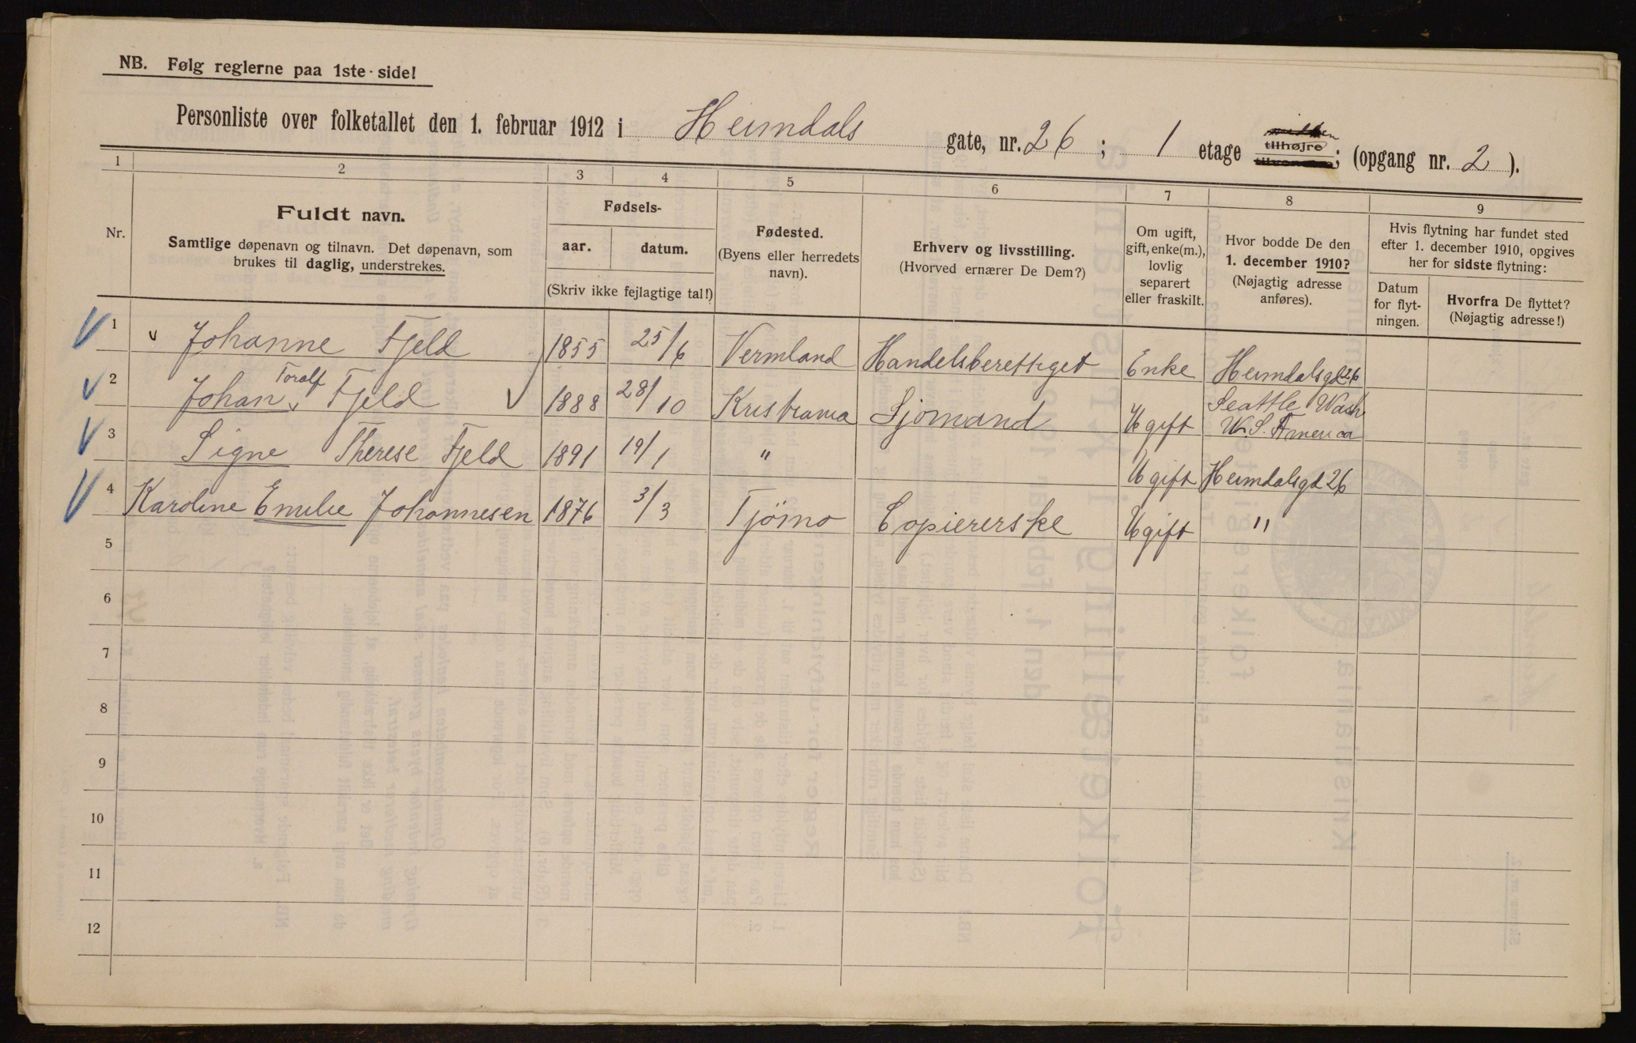 NB. Følg reglerne paa 1ste side!
Personliste over folketallet den 1. februar 1912 i Heimdals gate, nr. 26 ; 1 etage tilhøjre ; (opgang nr. 2 ).
1 2 3 4 5 6 7 8 9
Nr.
Fuldt navn.
Samtlige døpenavn og tilnavn. Det døpenavn, som
brukes til daglig, understrekes.
Fødsels-
aar. datum.
(Skriv ikke fejlagtige tal!)
Fødested.
(Byens eller herredets
navn).
Erhverv og livsstilling.
(Hvorved ernærer De Dem?)
Om ugift,
gift, enke(m.),
lovlig
separert
eller fraskilt.
Hvor bodde De den
1. december 1910?
(Nøjagtig adresse
anføres).
Hvis flytning har fundet sted
efter 1. december 1910, opgives
her for sidste flytning:
Datum
for flyt-
ningen.
Hvorfra De flyttet?
(Nøjagtig adresse!)
1 Johanne Fjeld 1855 25/6 Vermland Handelsberettiget Enke Heimdalsgd 26
2 Johan Toralf Fjeld 1888 28/10 Kristiania Sjømand Ugift Seattle Wash
U.S. America
3 Signe Therese Fjeld 1891 19/1 " Ugift Heimdalsgd 26
4 Karoline Emilie Johannesen 1876 3/3 Tjømo Copiererske Ugift "
5
6
7
8
9
10
11
12